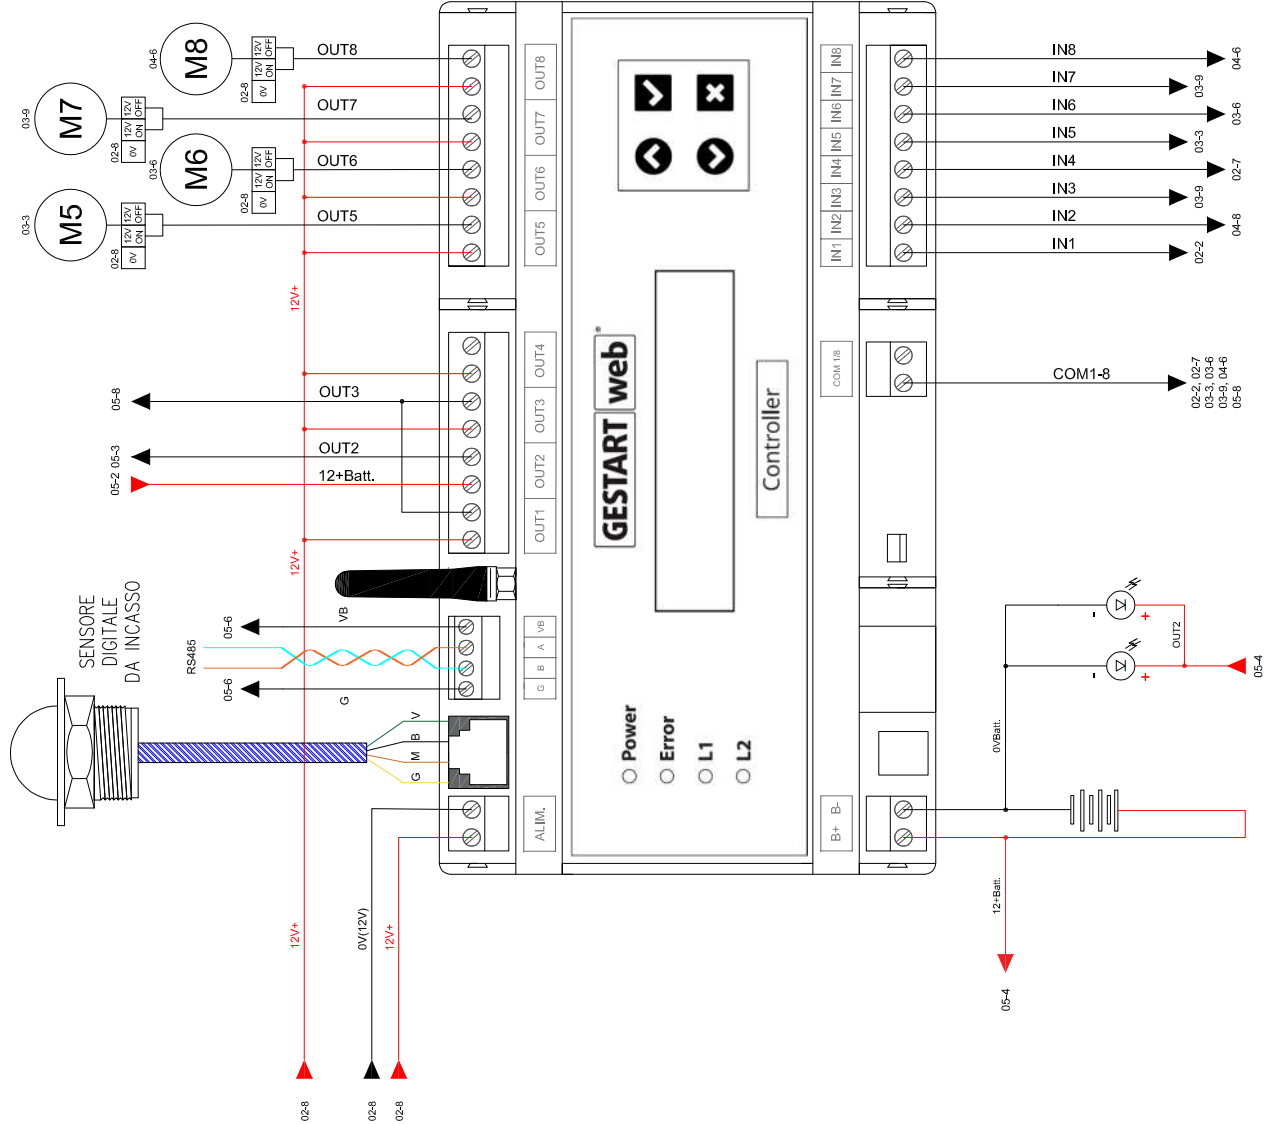 04-6
M8
12V OFF
12V ON
0V
02-8
OUT8
03-9
M7
12V OFF
12V ON
0V
02-8
OUT7
03-6
M6
12V OFF
12V ON
0V
02-8
OUT6
03-3
M5
12V OFF
12V ON
0V
02-8
OUT5
12V+
OUT8
OUT7
OUT6
OUT5
05-8
OUT3
05-3
OUT2
05-2
12+Batt.
12V+
OUT4
OUT3
OUT2
OUT1
SENSORE
DIGITALE
DA INCASSO
05-6
VB
RS485
05-6
G
VB
A
B
G
V
B
M
G
ALIM.
12V+
0V(12V)
12V+
02-8
02-8
02-8
GESTART web®
Controller
Power
Error
L1
L2
IN8
IN7
IN6
IN5
IN4
IN3
IN2
IN1
COM 1/8
B-
B+
IN8
04-6
IN7
03-9
IN6
03-6
IN5
03-3
IN4
02-7
IN3
03-9
IN2
04-8
IN1
02-2
COM1-8
02-2, 02-7
03-3, 03-6
03-9, 04-6
05-8
-
+
OUT2
-
+
05-4
0VBatt.
12+Batt.
05-4